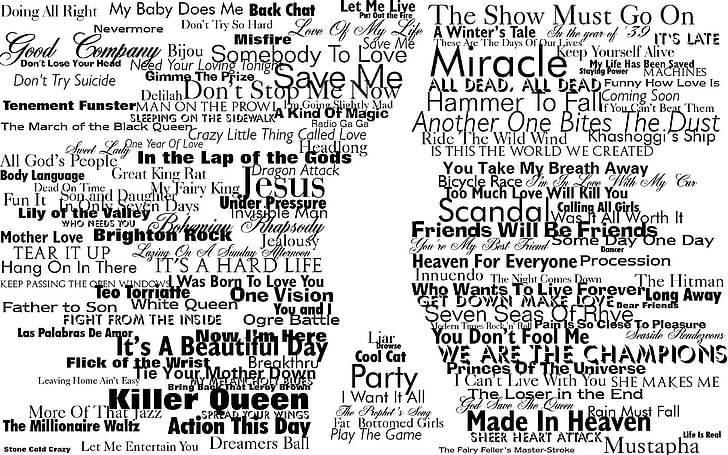 Doing All Right
My Baby Does Me
Back Chat
Let Me Live
Put Out the Fire
Nevermore
Don't Try So Hard
Love Of My Life
Misfire
Save Me
Good Company
Bijou
Somebody To Love
Don't Lose Your Head
Need Your Loving Tonight
Save Me
Don't Try Suicide
Gimme The Prize
Delilah
Don't Stop Me Now
Tenement Funster
MAN ON THE PROWL
I'm Going Slightly Mad
SLEEPING ON THE SIDEWALK
A Kind Of Magic
The March of the Black Queen
Radio Ga Ga
Crazy Little Thing Called Love
Sweet Lady
One Year Of Love
Headlong
All God's People
In the Lap of the Gods
Body Language
Great King Rat
Dragon Attack
Dead On Time
My Fairy King
Jesus
Fun It
Son and Daughter
In Only Seven Days
Under Pressure
Lily of the Valley
Invisible Man
WHO NEEDS YOU
Bohemian Rhapsody
Mother Love
Brighton Rock
Jealousy
TEAR IT UP
Lazing On A Sunday Afternoon
Hang On In There
IT'S A HARD LIFE
KEEP PASSING THE OPEN WINDOWS
I Was Born To Love You
Teo Torriatte
One Vision
Father to Son
White Queen
You and I
FIGHT FROM THE INSIDE
Ogre Battle
Las Palabras De Amor
Now I'm Here
It's A Beautiful Day
Flick of the Wrist
Breakthru
Tie Your Mother Down
Leaving Home Ain't Easy
MY MELANCHOLY BLUES
Bring Back That Leroy Brown
Killer Queen
More Of That Jazz
SPREAD YOUR WINGS
The Millionaire Waltz
Action This Day
Stone Cold Crazy
Let Me Entertain You
Dreamers Ball
Liar
Drowse
Cool Cat
Party
I Want It All
The Prophet's Song
Fat Bottomed Girls
Play The Game
The Show Must Go On
A Winter's Tale
In the year of '39
These Are The Days Of Our Lives
IT'S LATE
Keep Yourself Alive
Miracle
My Life Has Been Saved
Staying Power
MACHINES
ALL DEAD, ALL DEAD
Funny How Love Is
Hammer To Fall
Coming Soon
If You Can't Beat Them
Another One Bites The Dust
Ride The Wild Wind
Khashoggi's Ship
IS THIS THE WORLD WE CREATED
You Take My Breath Away
Bicycle Race
I'm In Love With My Car
Too Much Love Will Kill You
Scandal
Calling All Girls
Was It All Worth It
Friends Will Be Friends
You're My Best Friend
Some Day One Day
Dancer
Heaven For Everyone
Procession
Innuendo
The Night Comes Down
The Hitman
Who Wants To Live Forever
Long Away
GET DOWN MAKE LOVE
Dear Friends
Seven Seas Of Rhye
Modern Times Rock'n'Roll
Pain Is So Close To Pleasure
You Don't Fool Me
Seaside Rendezvous
WE ARE THE CHAMPIONS
Princes Of The Universe
I Can't Live With You
SHE MAKES ME
The Loser in the End
God Save The Queen
Rain Must Fall
Made In Heaven
SHEER HEART ATTACK
Life Is Real
The Fairy Feller's Master-Stroke
Mustapha